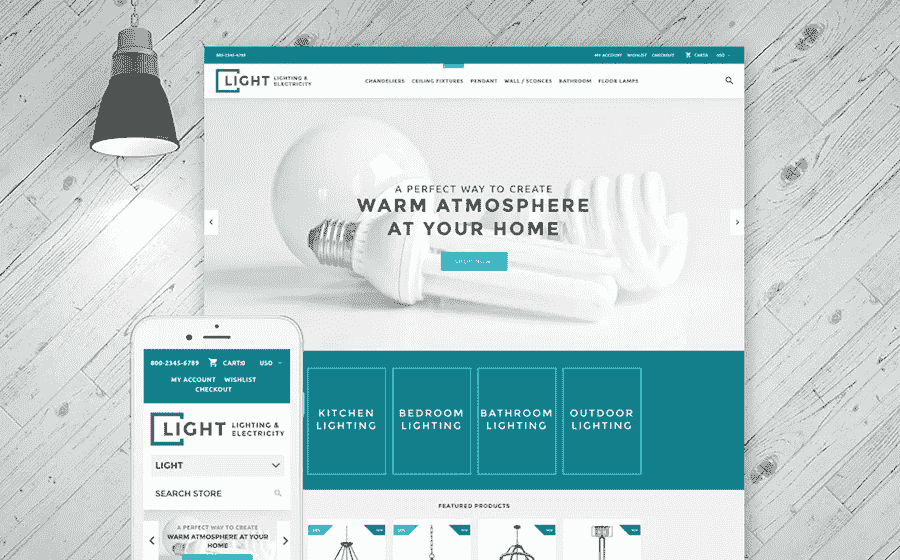 800-2345-6789 MY ACCOUNT WISHLIST CHECKOUT CART: USD
LIGHT LIGHTING & ELECTRICITY
CHANDELIERS CEILING FIXTURES PENDANT WALL / SCONCES BATHROOM FLOOR LAMPS
A PERFECT WAY TO CREATE
WARM ATMOSPHERE
AT YOUR HOME
KITCHEN LIGHTING
BEDROOM LIGHTING
BATHROOM LIGHTING
OUTDOOR LIGHTING
FEATURED PRODUCTS
800-2345-6789 CART:0 USD
MY ACCOUNT WISHLIST
CHECKOUT
LIGHT LIGHTING & ELECTRICITY
LIGHT
SEARCH STORE
A PERFECT WAY TO CREATE
WARM ATMOSPHERE AT YOUR
HOME